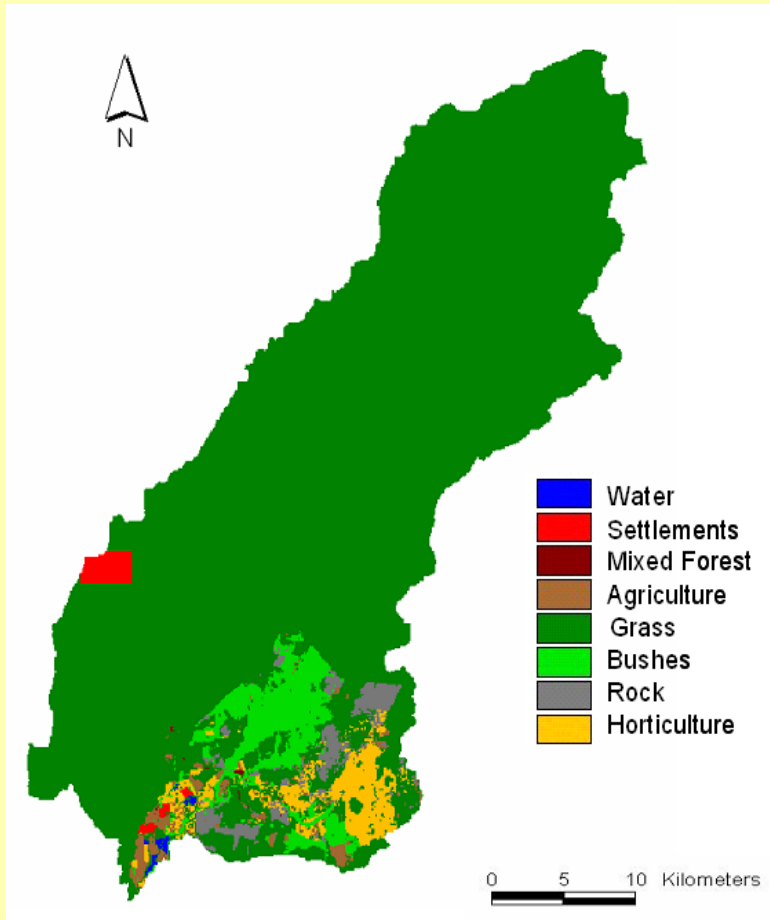 N
Water
Settlements
Mixed Forest
Agriculture
Grass
Bushes
Rock
Horticulture
0 5 10 Kilometers